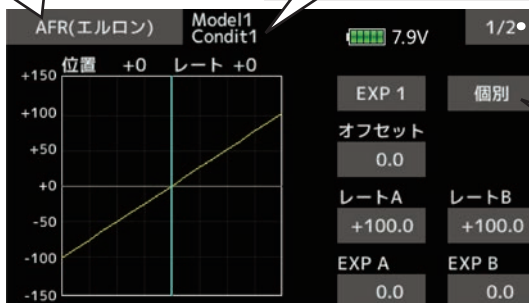 AFR(エルロン)
Model1
Condit1
7.9V
1/2
位置 +0 レート +0
+150
+100
+50
+0
-50
-100
-150
EXP 1
個別
オフセット
0.0
レートA
レートB
+100.0
+100.0
EXP A
EXP B
0.0
0.0